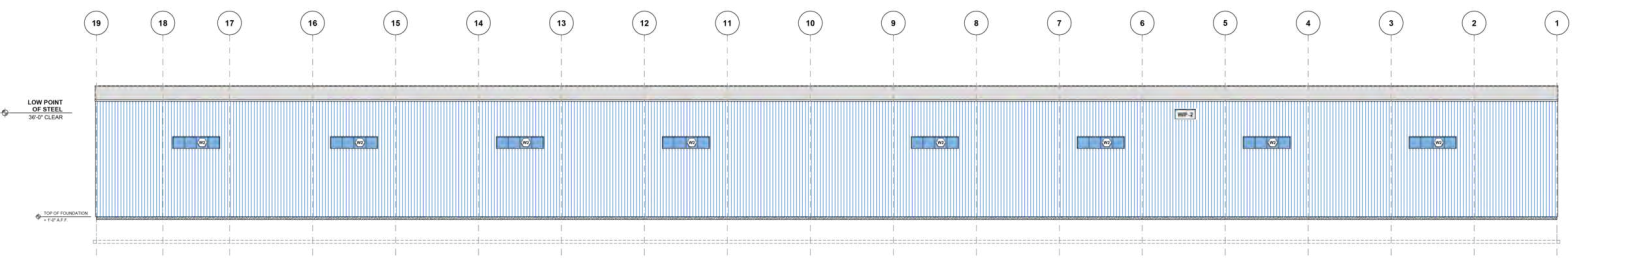 19 18 17 16 15 14 13 12 11 10 9 8 7 6 5 4 3 2 1
LOW POINT
OF STEEL
36'-0" CLEAR
WP-2
W2 W2 W2 W2 W2 W2 W2 W2
TOP OF FOUNDATION
+ 1'-0" A.F.F